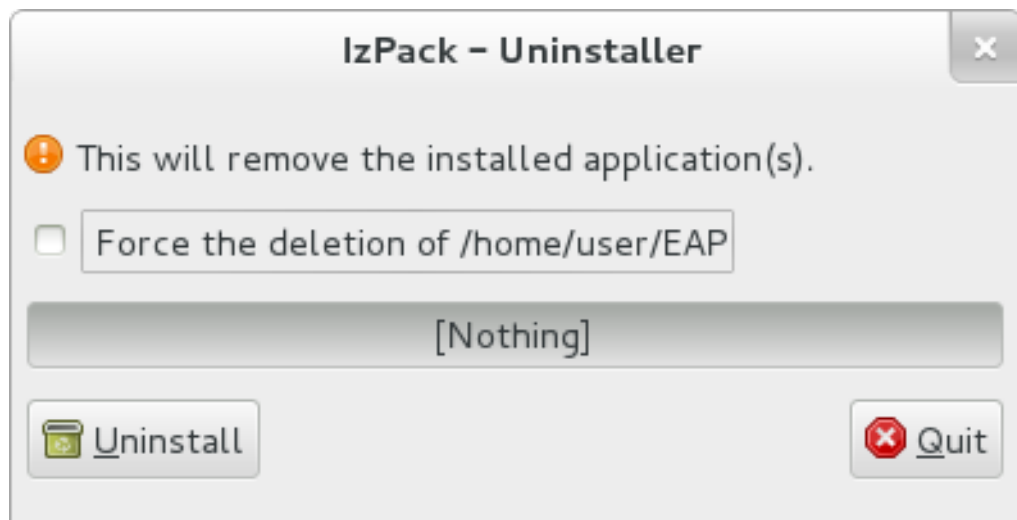 IzPack – Uninstaller
This will remove the installed application(s).
Force the deletion of /home/user/EAP
[Nothing]
Uninstall
Quit